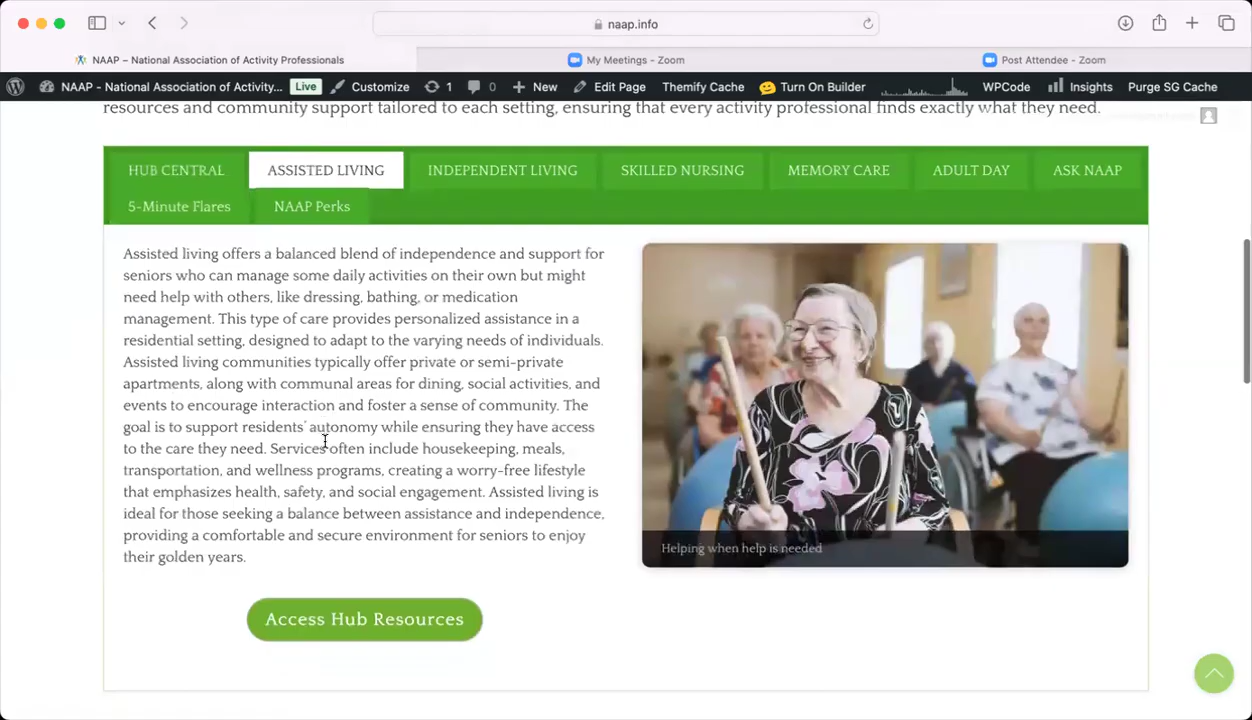 naap.info
NAAP – National Association of Activity Professionals
My Meetings - Zoom
Post Attendee - Zoom
NAAP – National Association of Activity... Live Customize 1 0 New Edit Page Themify Cache Turn On Builder WPCode Insights Purge SG Cache
resources and community support tailored to each setting, ensuring that every activity professional finds exactly what they need.
HUB CENTRAL ASSISTED LIVING INDEPENDENT LIVING SKILLED NURSING MEMORY CARE ADULT DAY ASK NAAP
5-Minute Flares NAAP Perks
Assisted living offers a balanced blend of independence and support for
seniors who can manage some daily activities on their own but might
need help with others, like dressing, bathing, or medication
management. This type of care provides personalized assistance in a
residential setting, designed to adapt to the varying needs of individuals.
Assisted living communities typically offer private or semi-private
apartments, along with communal areas for dining, social activities, and
events to encourage interaction and foster a sense of community. The
goal is to support residents' autonomy while ensuring they have access
to the care they need. Services often include housekeeping, meals,
transportation, and wellness programs, creating a worry-free lifestyle
that emphasizes health, safety, and social engagement. Assisted living is
ideal for those seeking a balance between assistance and independence,
providing a comfortable and secure environment for seniors to enjoy
their golden years.
Helping when help is needed
Access Hub Resources